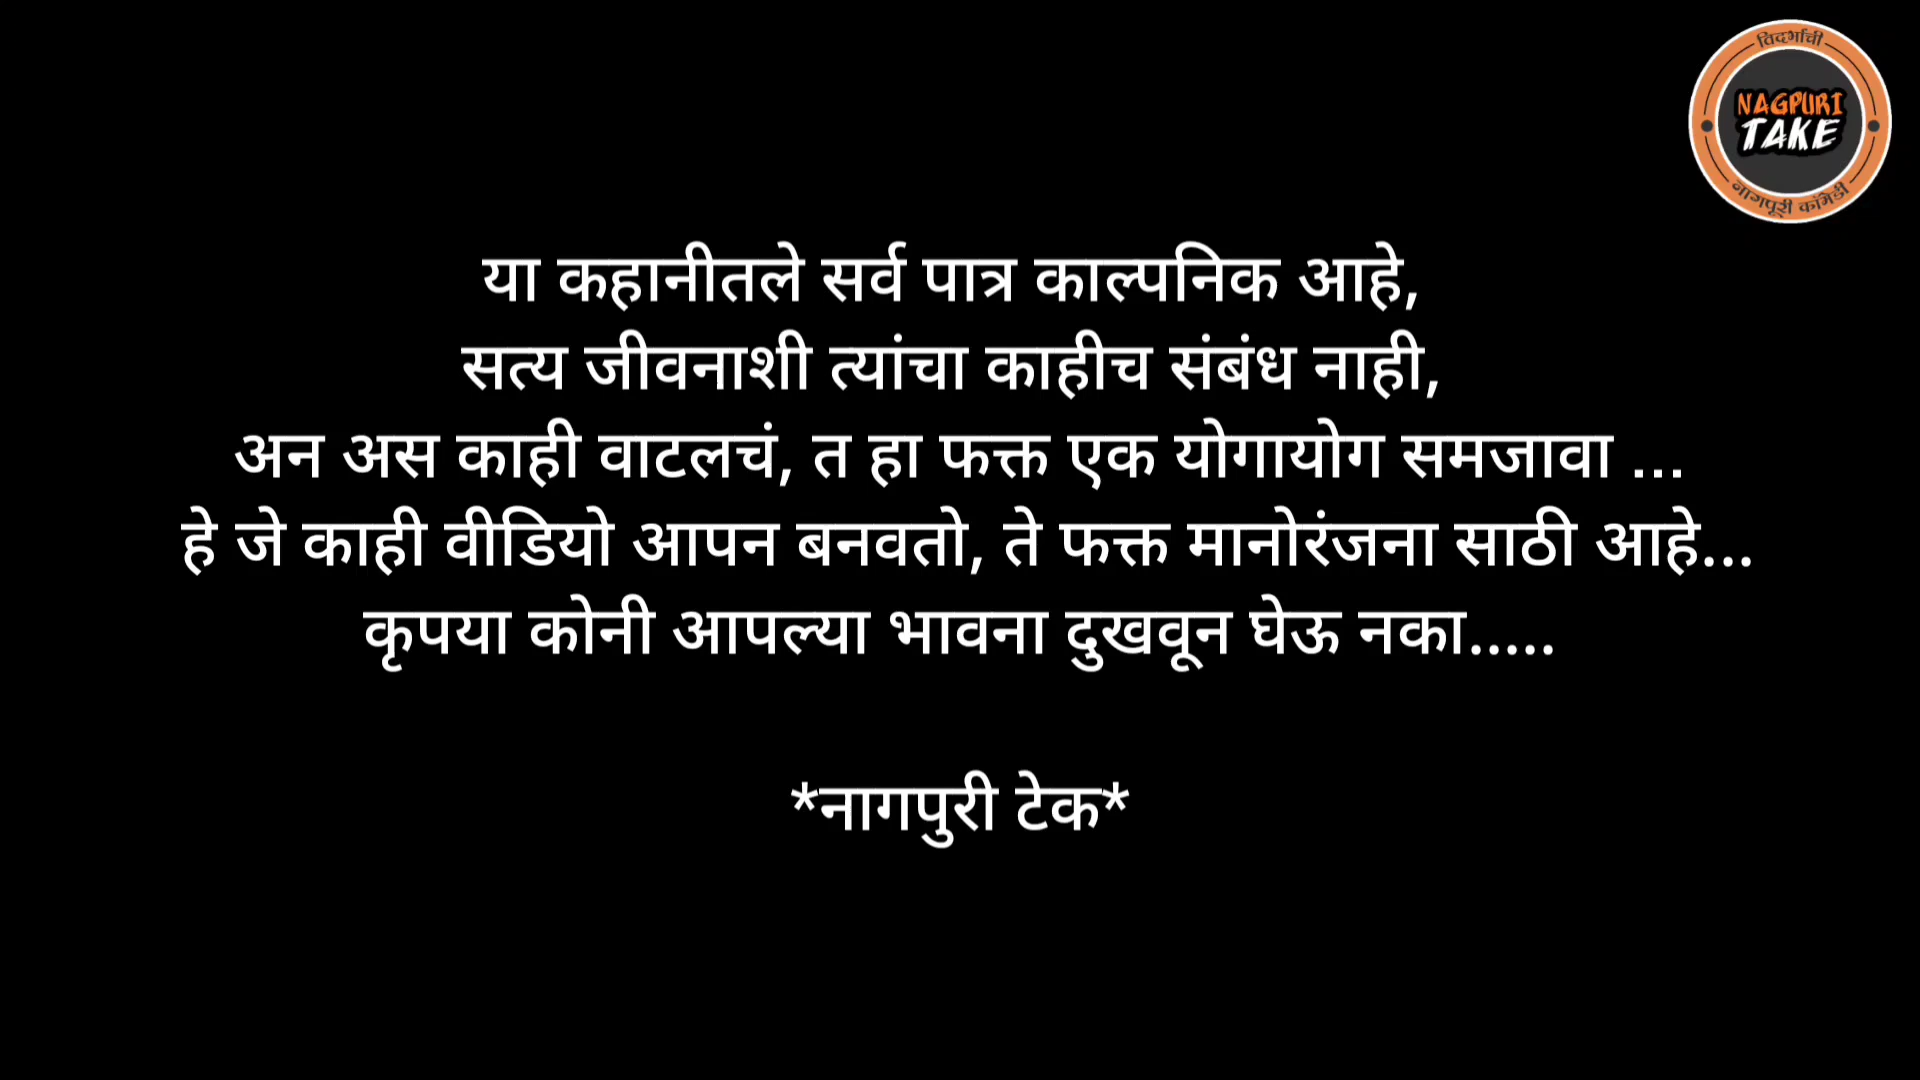 तिदर्भाची
NAGPURI
TAKE
नागपूरी कॉमेडी
या कहानीतले सर्व पात्र काल्पनिक आहे,
सत्य जीवनाशी त्यांचा काहीच संबंध नाही,
अन अस काही वाटलचं, त हा फक्त एक योगायोग समजावा ...
हे जे काही वीडियो आपन बनवतो, ते फक्त मानोरंजना साठी आहे...
कृपया कोनी आपल्या भावना दुखवून घेऊ नका.....
*नागपुरी टेक*